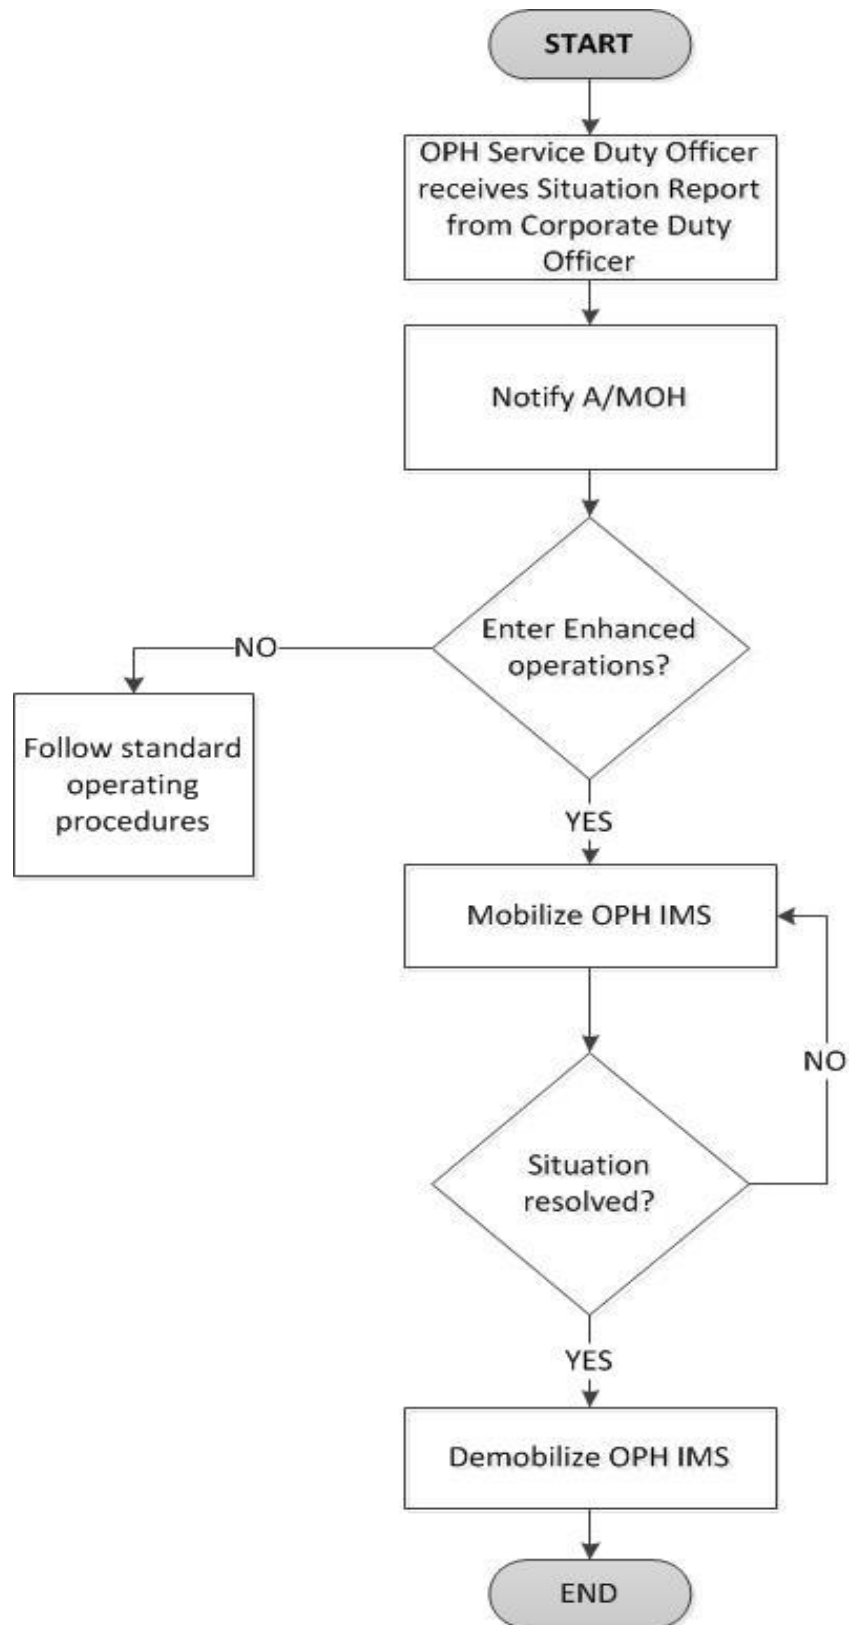 START
OPH Service Duty Officer
receives Situation Report
from Corporate Duty
Officer
Notify A/MOH
Enter Enhanced
operations?
NO
Follow standard
operating
procedures
YES
Mobilize OPH IMS
NO
Situation
resolved?
YES
Demobilize OPH IMS
END